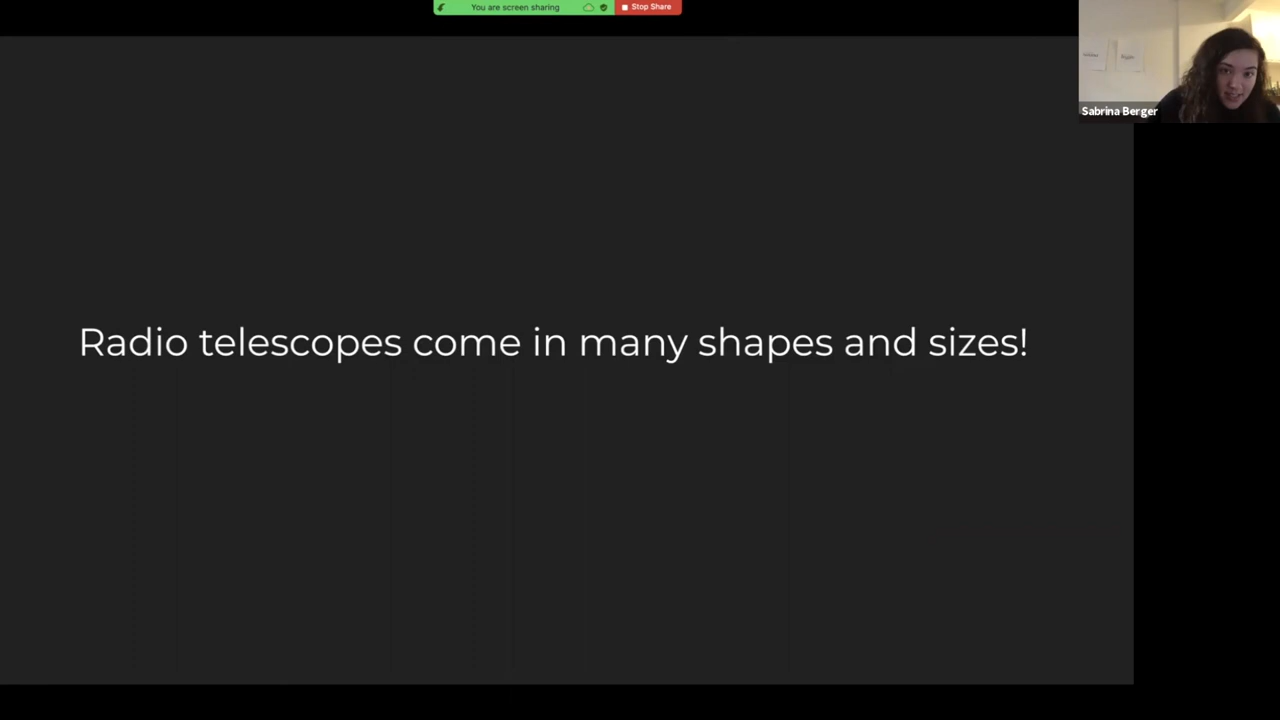 You are screen sharing
Stop Share
Sabrina Berger
Radio telescopes come in many shapes and sizes!